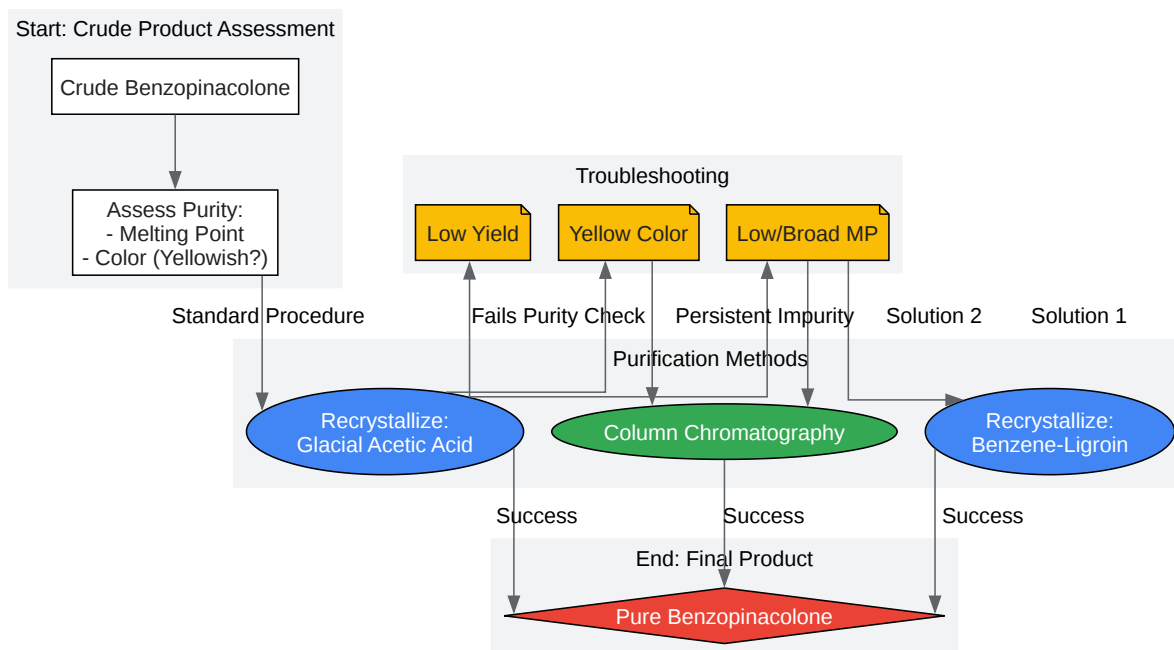 Start: Crude Product Assessment
Crude Benzopinacolone
Assess Purity:
- Melting Point
- Color (Yellowish?)
Troubleshooting
Low Yield
Yellow Color
Low/Broad MP
Standard Procedure
Fails Purity Check
Persistent Impurity
Solution 2
Solution 1
Purification Methods
Recrystallize:
Glacial Acetic Acid
Column Chromatography
Recrystallize:
Benzene-Ligroin
Success
Success
Success
End: Final Product
Pure Benzopinacolone